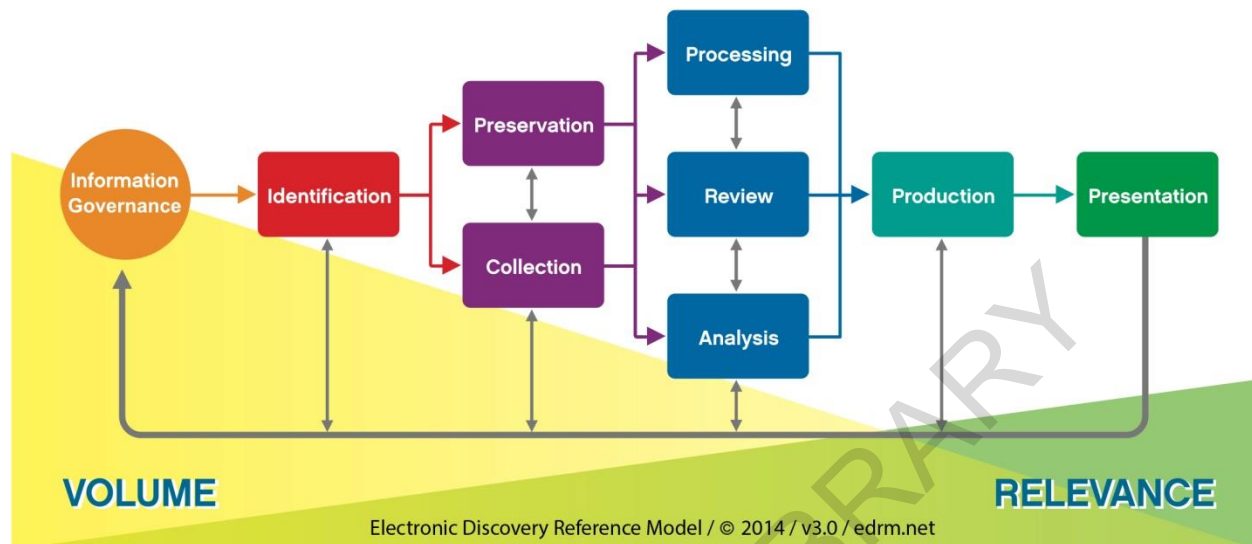 Information
Governance
Identification
Preservation
Collection
Processing
Review
Analysis
Production
Presentation
VOLUME
RELEVANCE
Electronic Discovery Reference Model / © 2014 / v3.0 / edrm.net
BRARY